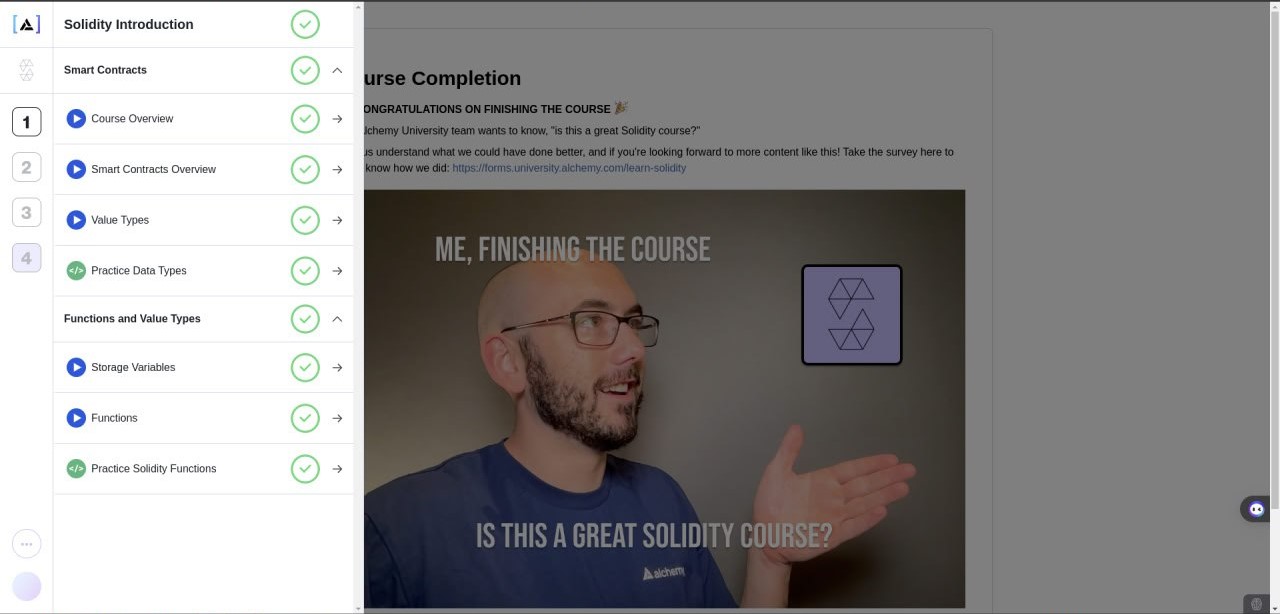 [A]
Solidity Introduction
Smart Contracts
1
Course Overview
2
Smart Contracts Overview
3
Value Types
4
</> Practice Data Types
Functions and Value Types
Storage Variables
Functions
</> Practice Solidity Functions
urse Completion
ONGRATULATIONS ON FINISHING THE COURSE 🎉
lchemy University team wants to know, "is this a great Solidity course?"
us understand what we could have done better, and if you're looking forward to more content like this! Take the survey here to
know how we did: https://forms.university.alchemy.com/learn-solidity
ME, FINISHING THE COURSE
IS THIS A GREAT SOLIDITY COURSE?
alchemy